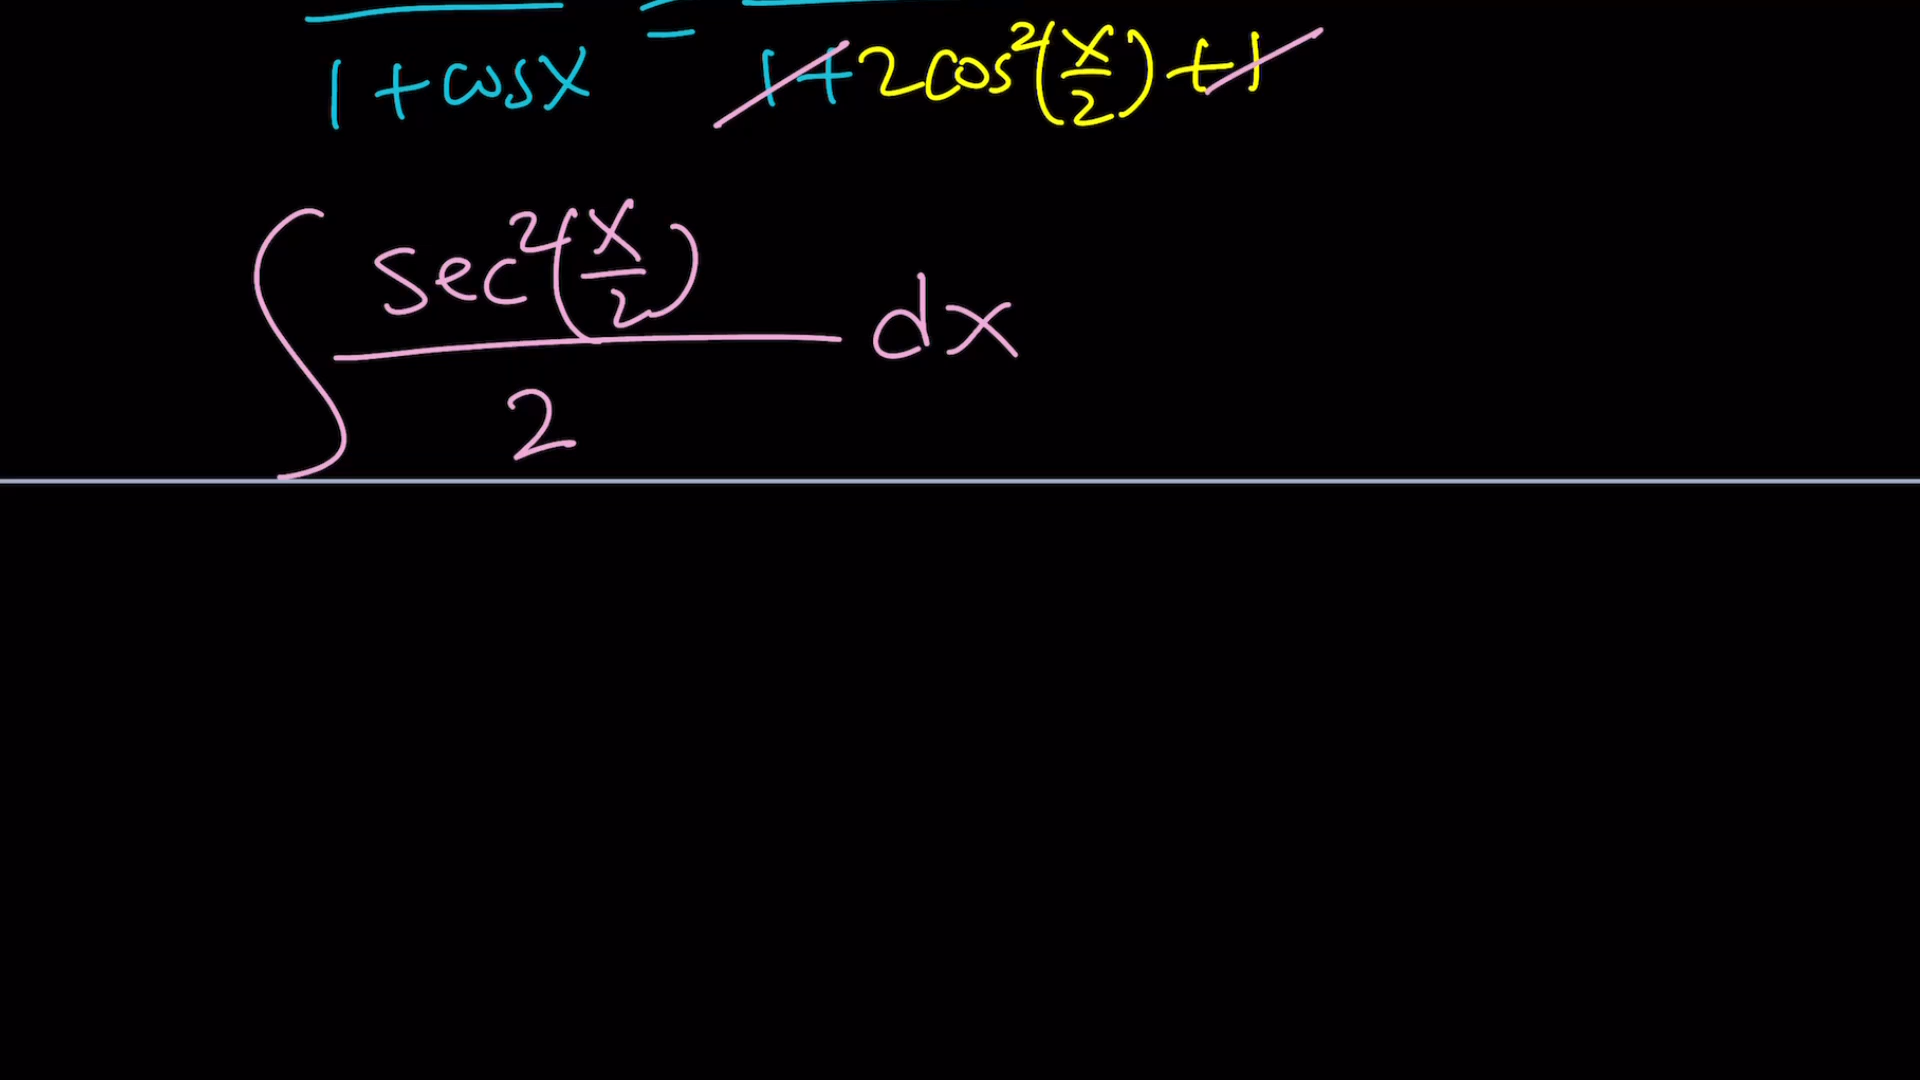 1 + cosx = 1 + 2cos²(x/2) + 1
∫ sec²(x/2) / 2 dx